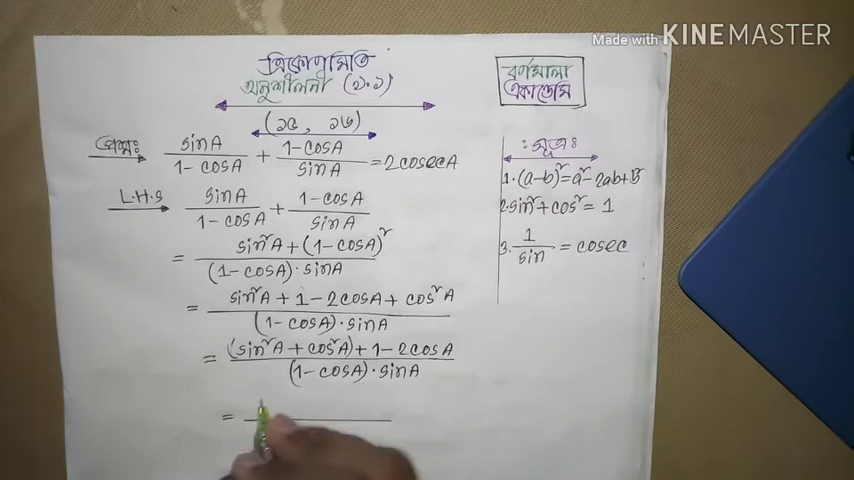 Made with KINEMASTER
ত্রিকোণমিতি
অনুশীলনী (৯.১)
(১৫, ১৬)
বর্ণমালা
একাডেমি
প্রশ্নঃ sinA/(1-cosA) + (1-cosA)/sinA = 2cosecA
L.H.S sinA/(1-cosA) + (1-cosA)/sinA
= (sin²A + (1-cosA)²)/((1-cosA)·sinA)
= (sin²A + 1 - 2cosA + cos²A)/((1-cosA)·sinA)
= ((sin²A + cos²A) + 1 - 2cosA)/((1-cosA)·sinA)
=
:সূত্রঃ
1. (a-b)² = a² - 2ab + b²
2. sin² + cos² = 1
3. 1/sin = cosec